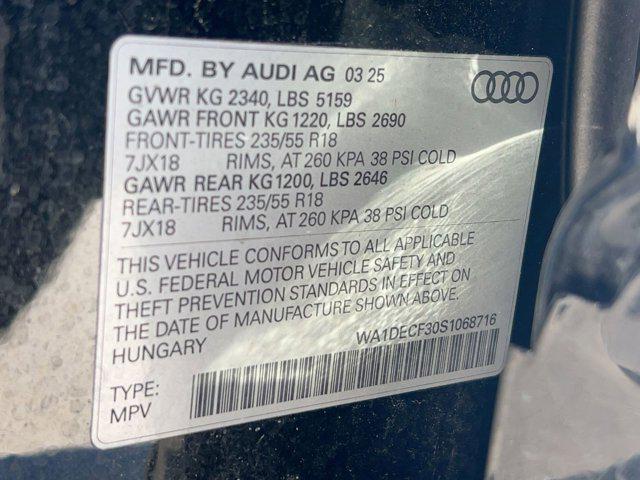 MFD. BY AUDI AG 03 25
GVWR KG 2340, LBS 5159
GAWR FRONT KG 1220, LBS 2690
FRONT-TIRES 235/55 R18
7JX18 RIMS, AT 260 KPA 38 PSI COLD
GAWR REAR KG 1200, LBS 2646
REAR-TIRES 235/55 R18
7JX18 RIMS, AT 260 KPA 38 PSI COLD
THIS VEHICLE CONFORMS TO ALL APPLICABLE
U.S. FEDERAL MOTOR VEHICLE SAFETY AND
THEFT PREVENTION STANDARDS IN EFFECT ON
THE DATE OF MANUFACTURE SHOWN ABOVE.
HUNGARY WA1DECF30S1068716
TYPE:
MPV